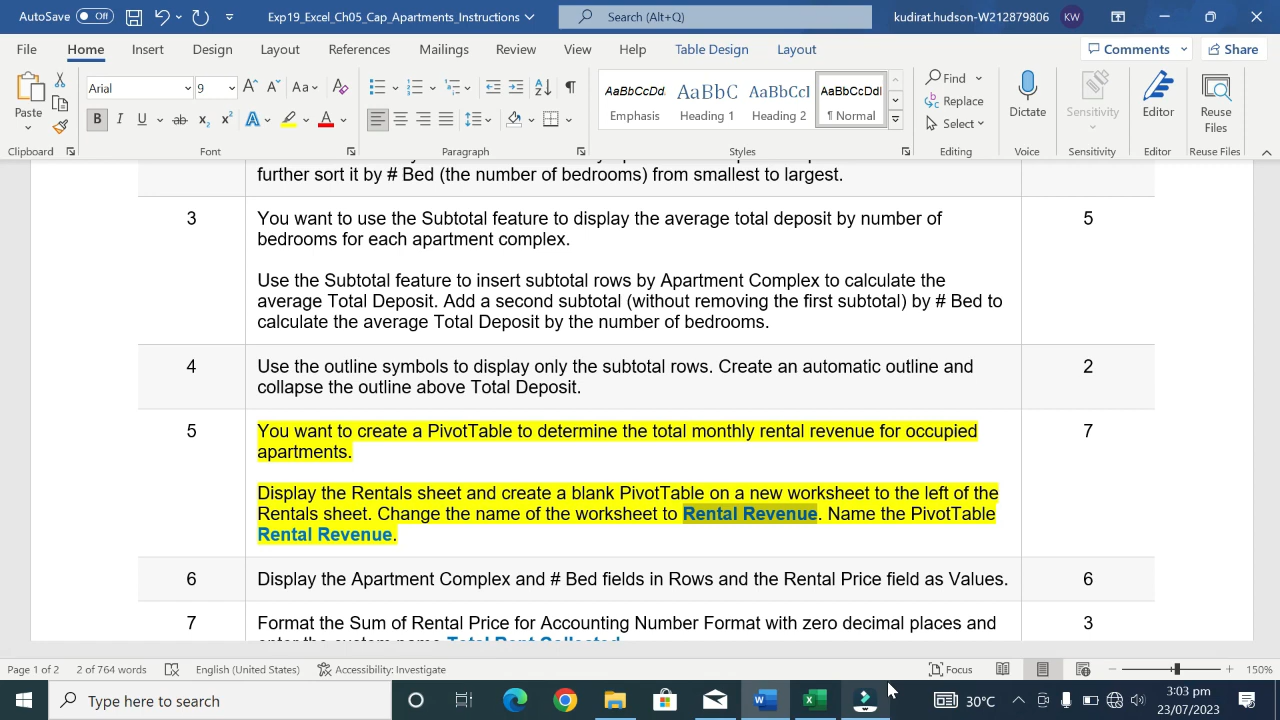 AutoSave Off Exp19_Excel_Ch05_Cap_Apartments_Instructions Search (Alt+Q) kudirat.hudson-W212879806 KW
File Home Insert Design Layout References Mailings Review View Help Table Design Layout Comments Share
Paste Arial 9 Aa AaBbCcDd AaBbC AaBbCcI AaBbCcDdI Find Replace Select Dictate Sensitivity Editor Reuse Files
Emphasis Heading 1 Heading 2 ¶ Normal
Clipboard Font Paragraph Styles Editing Voice Sensitivity Editor Reuse Files
further sort it by # Bed (the number of bedrooms) from smallest to largest.
3 You want to use the Subtotal feature to display the average total deposit by number of 5
bedrooms for each apartment complex.
Use the Subtotal feature to insert subtotal rows by Apartment Complex to calculate the
average Total Deposit. Add a second subtotal (without removing the first subtotal) by # Bed to
calculate the average Total Deposit by the number of bedrooms.
4 Use the outline symbols to display only the subtotal rows. Create an automatic outline and 2
collapse the outline above Total Deposit.
5 You want to create a PivotTable to determine the total monthly rental revenue for occupied 7
apartments.
Display the Rentals sheet and create a blank PivotTable on a new worksheet to the left of the
Rentals sheet. Change the name of the worksheet to Rental Revenue. Name the PivotTable
Rental Revenue.
6 Display the Apartment Complex and # Bed fields in Rows and the Rental Price field as Values. 6
7 Format the Sum of Rental Price for Accounting Number Format with zero decimal places and 3
enter the custom name Total Rent Collected.
Page 1 of 2 2 of 764 words English (United States) Accessibility: Investigate Focus 150%
Type here to search 30°C 3:03 pm
23/07/2023